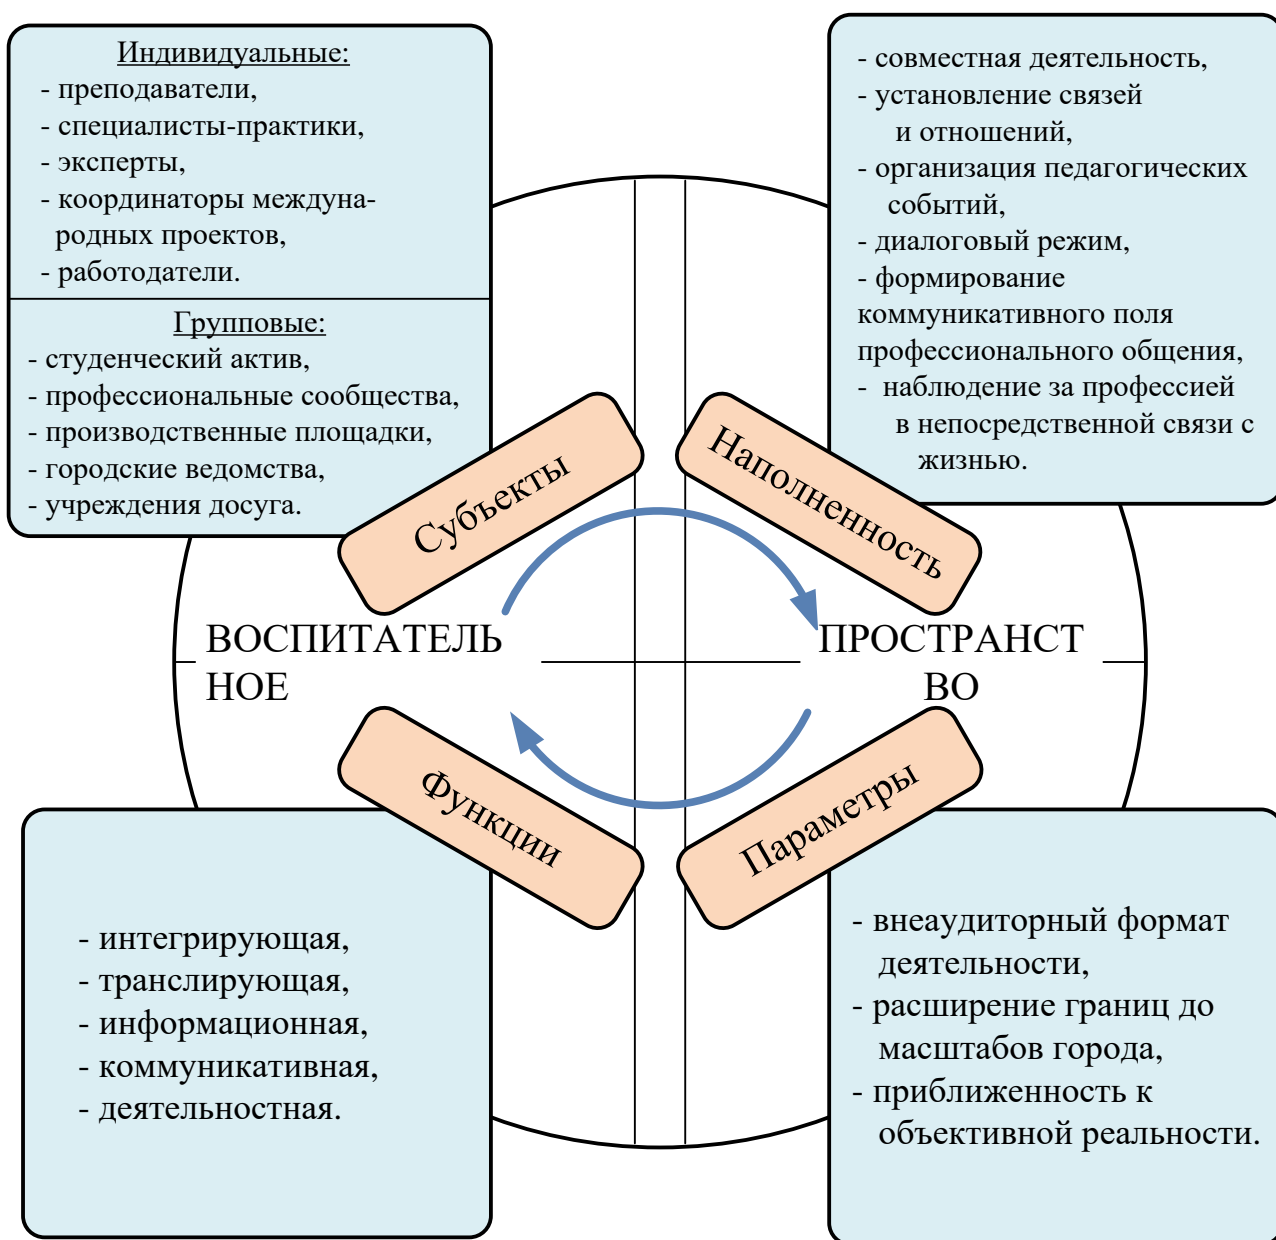 Индивидуальные:
- преподаватели,
- специалисты-практики,
- эксперты,
- координаторы междуна-
родных проектов,
- работодатели.
Групповые:
- студенческий актив,
- профессиональные сообщества,
- производственные площадки,
- городские ведомства,
- учреждения досуга.
Субъекты
- совместная деятельность,
- установление связей
и отношений,
- организация педагогических
событий,
- диалоговый режим,
- формирование
коммуникативного поля
профессионального общения,
- наблюдение за профессией
в непосредственной связи с
жизнью.
Наполненность
ВОСПИТАТЕЛЬ
НОЕ
ПРОСТРАНСТ
ВО
Функции
- интегрирующая,
- транслирующая,
- информационная,
- коммуникативная,
- деятельностная.
Параметры
- внеаудиторный формат
деятельности,
- расширение границ до
масштабов города,
- приближенность к
объективной реальности.